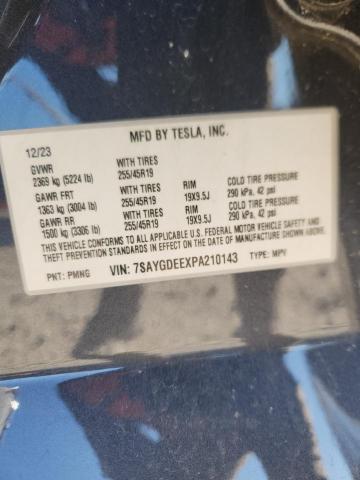 MFD BY TESLA, INC.
12/23
GVWR WITH TIRES
2369 kg (5224 lb) 255/45R19
GAWR FRT WITH TIRES RIM COLD TIRE PRESSURE
1363 kg (3004 lb) 255/45R19 19X9.5J 290 kPa, 42 psi
GAWR RR WITH TIRES RIM COLD TIRE PRESSURE
1500 kg (3306 lb) 255/45R19 19X9.5J 290 kPa, 42 psi
THIS VEHICLE CONFORMS TO ALL APPLICABLE U.S. FEDERAL MOTOR VEHICLE SAFETY AND
THEFT PREVENTION STANDARDS IN EFFECT ON THE DATE OF MANUFACTURE SHOWN ABOVE.
PNT: PMNG VIN: 7SAYGDEEXPA210143 TYPE: MPV